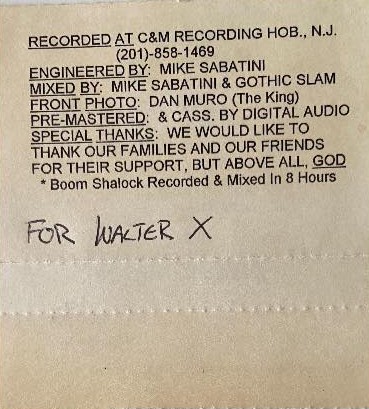 RECORDED AT C&M RECORDING HOB., N.J.
(201)-858-1469
ENGINEERED BY: MIKE SABATINI
MIXED BY: MIKE SABATINI & GOTHIC SLAM
FRONT PHOTO: DAN MURO (The King)
PRE-MASTERED: & CASS. BY DIGITAL AUDIO
SPECIAL THANKS: WE WOULD LIKE TO
THANK OUR FAMILIES AND OUR FRIENDS
FOR THEIR SUPPORT, BUT ABOVE ALL, GOD
* Boom Shalock Recorded & Mixed In 8 Hours
FOR WALTER X